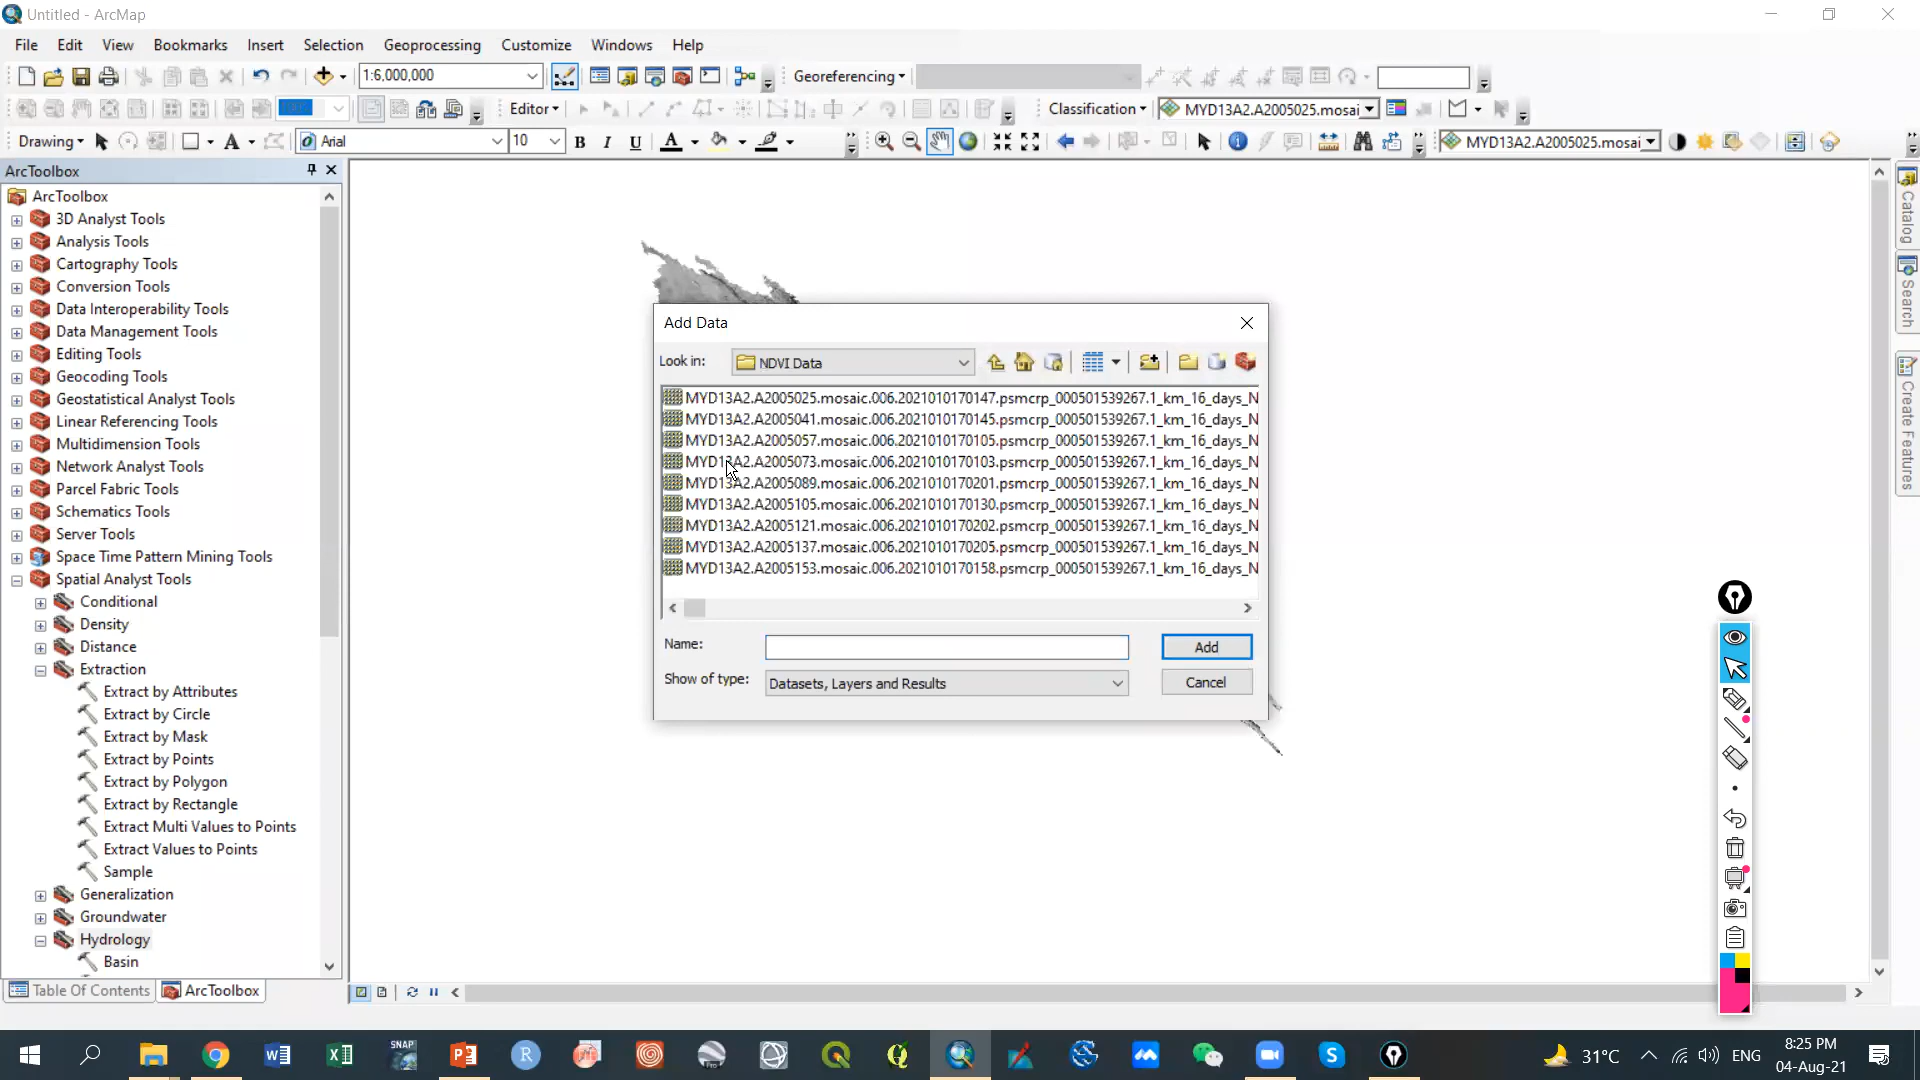 Untitled - ArcMap
File Edit View Bookmarks Insert Selection Geoprocessing Customize Windows Help
1:6,000,000 Georeferencing
Editor Classification MYD13A2.A2005025.mosai
Drawing Arial 10 B I U A MYD13A2.A2005025.mosai
ArcToolbox
ArcToolbox
3D Analyst Tools
Analysis Tools
Cartography Tools
Conversion Tools
Data Interoperability Tools
Data Management Tools
Editing Tools
Geocoding Tools
Geostatistical Analyst Tools
Linear Referencing Tools
Multidimension Tools
Network Analyst Tools
Parcel Fabric Tools
Schematics Tools
Server Tools
Space Time Pattern Mining Tools
Spatial Analyst Tools
Conditional
Density
Distance
Extraction
Extract by Attributes
Extract by Circle
Extract by Mask
Extract by Points
Extract by Polygon
Extract by Rectangle
Extract Multi Values to Points
Extract Values to Points
Sample
Generalization
Groundwater
Hydrology
Basin
Table Of Contents ArcToolbox
Add Data
Look in: NDVI Data
MYD13A2.A2005025.mosaic.006.2021010170147.psmcrp_000501539267.1_km_16_days_N
MYD13A2.A2005041.mosaic.006.2021010170145.psmcrp_000501539267.1_km_16_days_N
MYD13A2.A2005057.mosaic.006.2021010170105.psmcrp_000501539267.1_km_16_days_N
MYD13A2.A2005073.mosaic.006.2021010170103.psmcrp_000501539267.1_km_16_days_N
MYD13A2.A2005089.mosaic.006.2021010170201.psmcrp_000501539267.1_km_16_days_N
MYD13A2.A2005105.mosaic.006.2021010170130.psmcrp_000501539267.1_km_16_days_N
MYD13A2.A2005121.mosaic.006.2021010170202.psmcrp_000501539267.1_km_16_days_N
MYD13A2.A2005137.mosaic.006.2021010170205.psmcrp_000501539267.1_km_16_days_N
MYD13A2.A2005153.mosaic.006.2021010170158.psmcrp_000501539267.1_km_16_days_N
Name: Add
Show of type: Datasets, Layers and Results Cancel
Catalog
Search
Create Features
SNAP
31°C ENG
8:25 PM
04-Aug-21